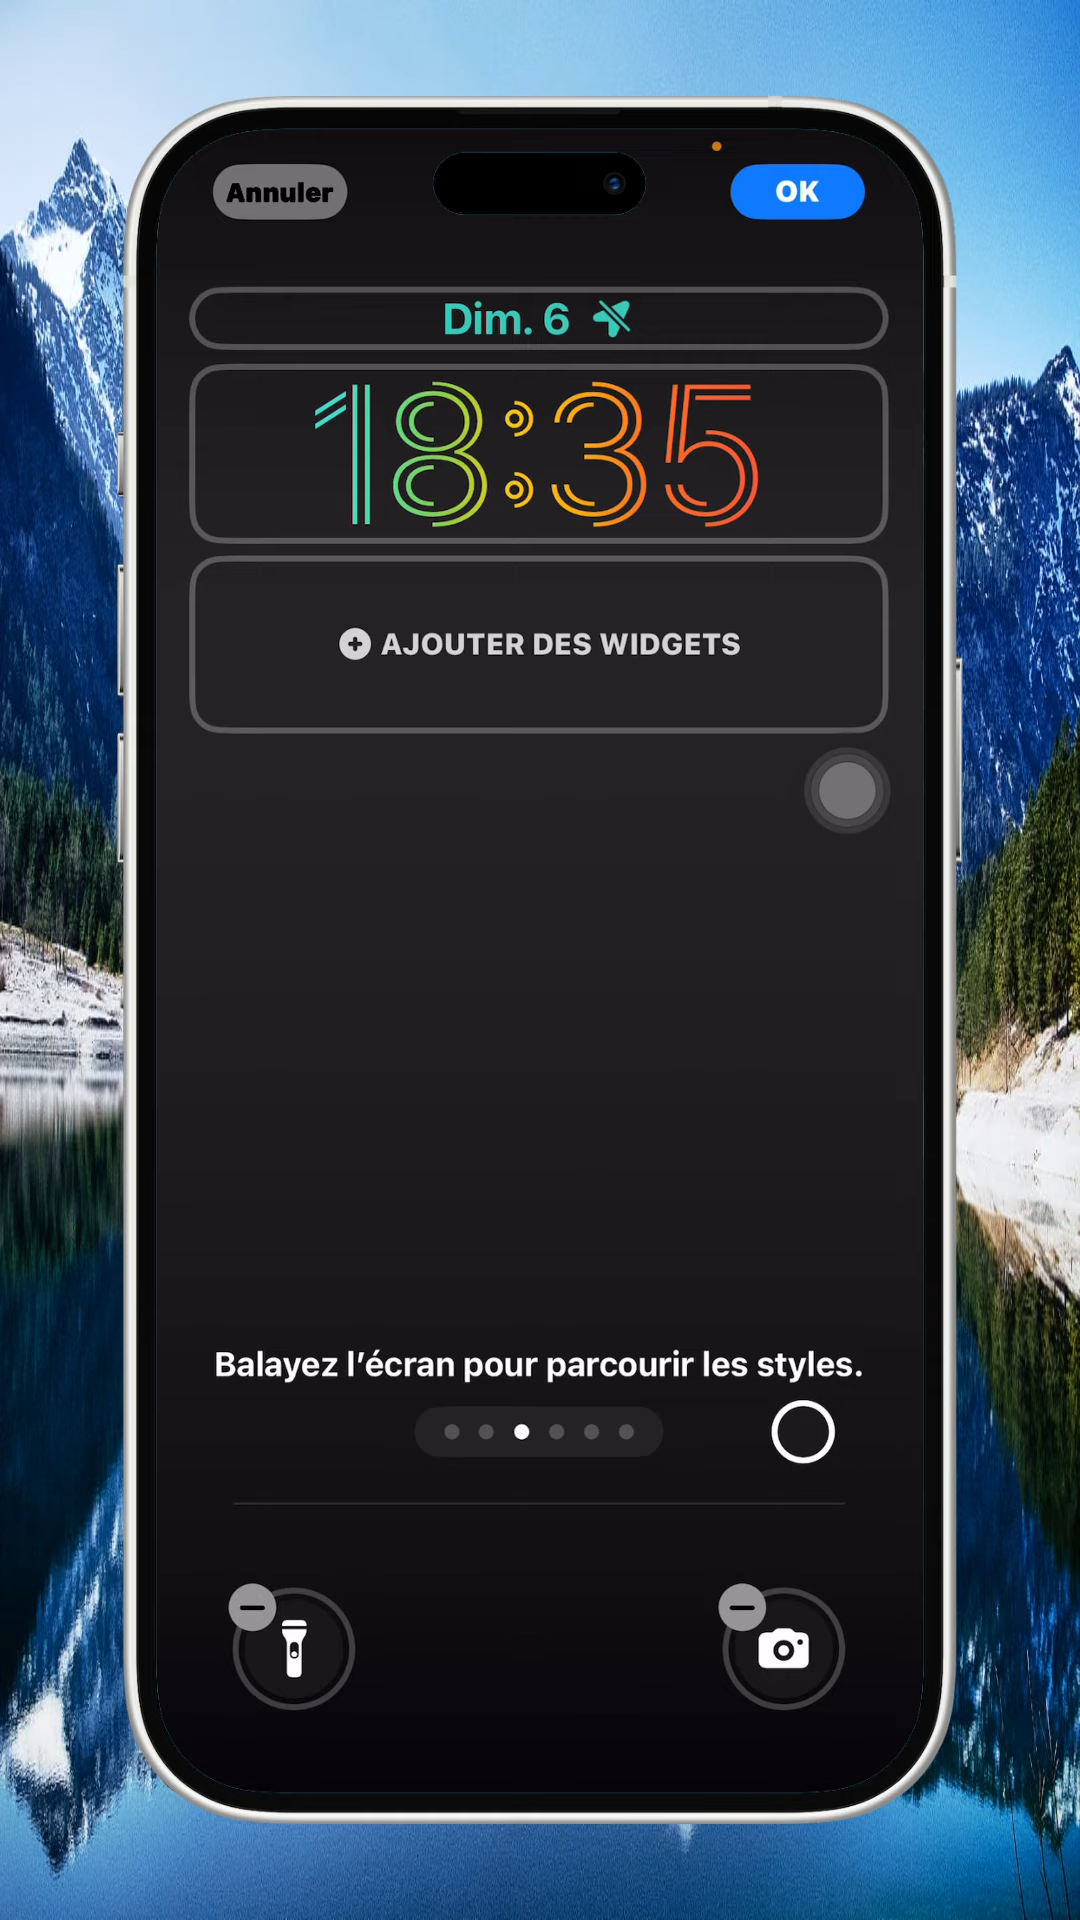 Annuler
OK
Dim. 6
18:35
AJOUTER DES WIDGETS
Balayez l’écran pour parcourir les styles.